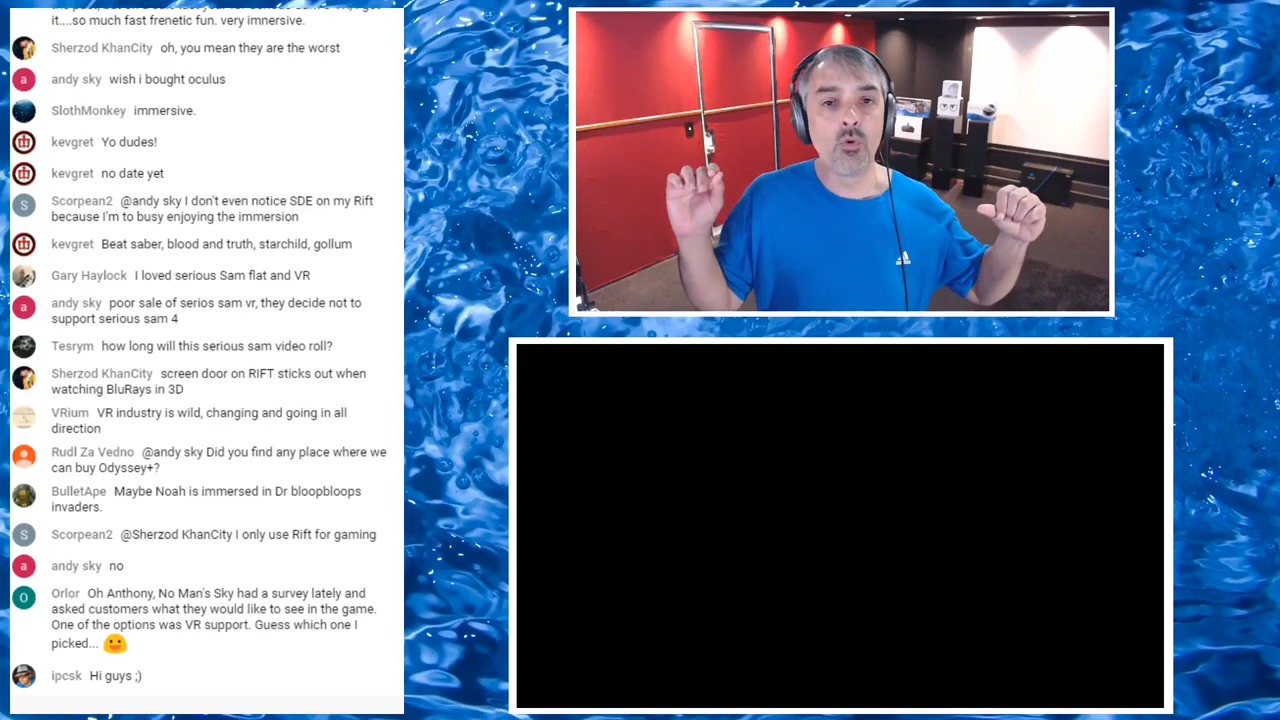 it....so much fast frenetic fun. very immersive.
Sherzod KhanCity oh, you mean they are the worst
a andy sky wish i bought oculus
SlothMonkey immersive.
kevgret Yo dudes!
kevgret no date yet
S Scorpean2 @andy sky I don't even notice SDE on my Rift
because I'm to busy enjoying the immersion
kevgret Beat saber, blood and truth, starchild, gollum
Gary Haylock I loved serious Sam flat and VR
a andy sky poor sale of serios sam vr, they decide not to
support serious sam 4
Tesrym how long will this serious sam video roll?
Sherzod KhanCity screen door on RIFT sticks out when
watching BluRays in 3D
VRium VR industry is wild, changing and going in all
direction
Rudl Za Vedno @andy sky Did you find any place where we
can buy Odyssey+?
BulletApe Maybe Noah is immersed in Dr bloopbloops
invaders.
S Scorpean2 @Sherzod KhanCity I only use Rift for gaming
a andy sky no
O Orlor Oh Anthony, No Man's Sky had a survey lately and
asked customers what they would like to see in the game.
One of the options was VR support. Guess which one I
picked...
ipcsk Hi guys ;)